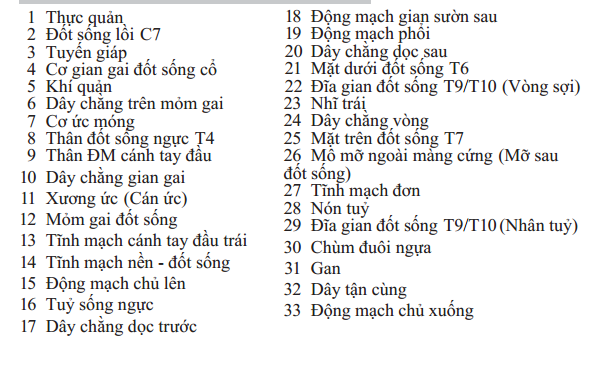 1 Thực quản
2 Đốt sống lồi C7
3 Tuyến giáp
4 Cơ gian gai đốt sống cổ
5 Khí quản
6 Dây chằng trên mỏm gai
7 Cơ ức móng
8 Thân đốt sống ngực T4
9 Thân ĐM cánh tay đầu
10 Dây chằng gian gai
11 Xương ức (Cán ức)
12 Mỏm gai đốt sống
13 Tĩnh mạch cánh tay đầu trái
14 Tĩnh mạch nền - đốt sống
15 Động mạch chủ lên
16 Tuỷ sống ngực
17 Dây chằng dọc trước
18 Động mạch gian sườn sau
19 Động mạch phổi
20 Dây chằng dọc sau
21 Mặt dưới đốt sống T6
22 Đĩa gian đốt sống T9/T10 (Vòng sợi)
23 Nhĩ trái
24 Dây chằng vòng
25 Mặt trên đốt sống T7
26 Mô mỡ ngoài màng cứng (Mỡ sau
đốt sống)
27 Tĩnh mạch đơn
28 Nón tuỷ
29 Đĩa gian đốt sống T9/T10 (Nhân tuỷ)
30 Chùm đuôi ngựa
31 Gan
32 Dây tận cùng
33 Động mạch chủ xuống